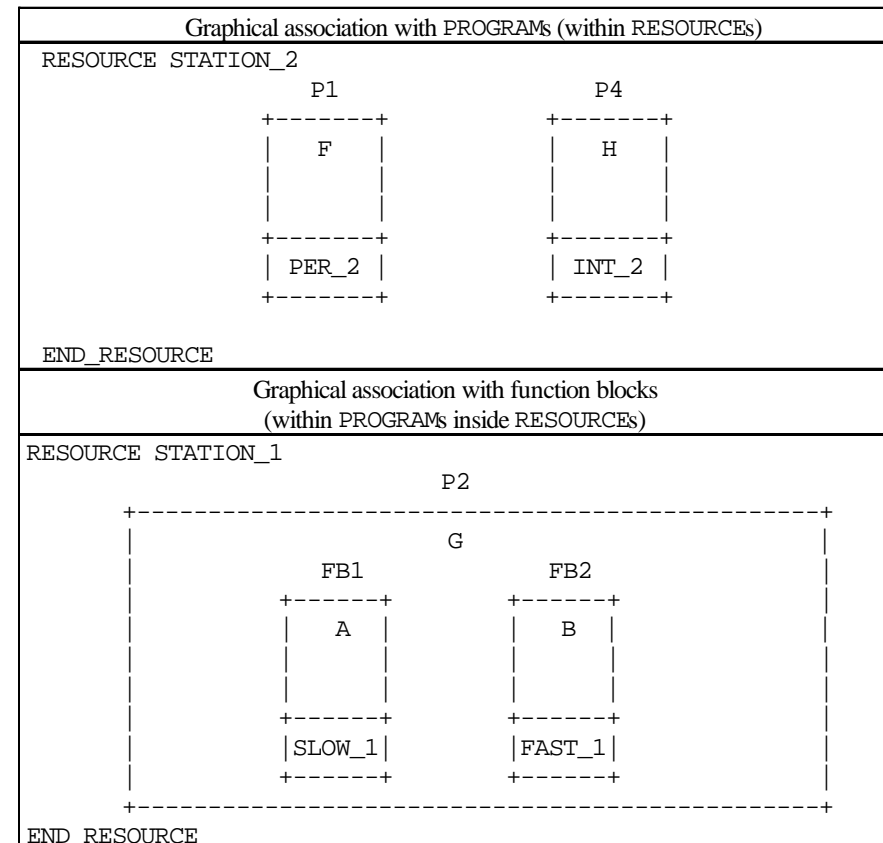 Graphical association with PROGRAMs (within RESOURCEs)
RESOURCE STATION_2
P1 P4
+-------+ +-------+
| F | | H |
| | | |
| | | |
+-------+ +-------+
| PER_2 | | INT_2 |
+-------+ +-------+
END_RESOURCE
Graphical association with function blocks
(within PROGRAMs inside RESOURCEs)
RESOURCE STATION_1
P2
+------------------------------------------------+
| G |
| FB1 FB2 |
| +------+ +------+ |
| | A | | B | |
| | | | | |
| | | | | |
| +------+ +------+ |
| |SLOW_1| |FAST_1| |
| +------+ +------+ |
+------------------------------------------------+
END_RESOURCE